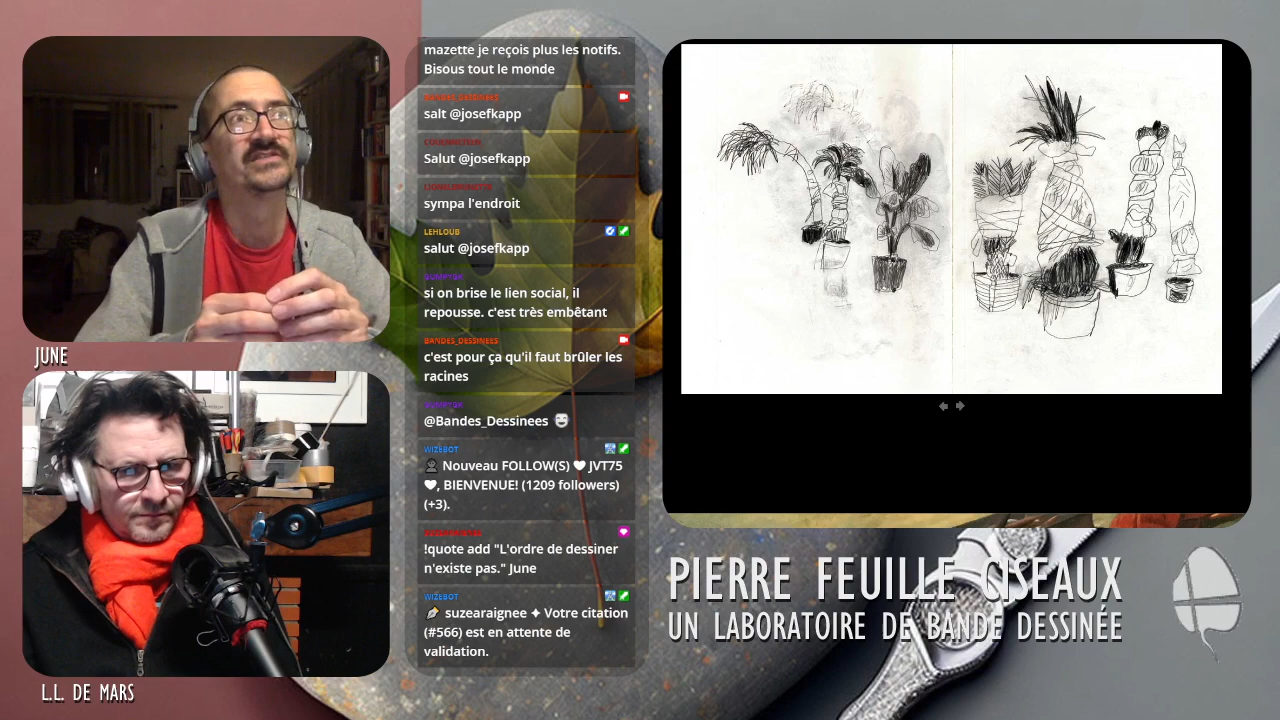 mazette je reçois plus les notifs.
Bisous tout le monde
BANDES_DESSINEES
salt @josefkapp
Salut @josefkapp
sympa l'endroit
LEHLOUB
salut @josefkapp
si on brise le lien social, il
repousse. c'est très embêtant
BANDES_DESSINEES
c'est pour ça qu'il faut brûler les
racines
@Bandes_Dessinees
WIZEBOT
Nouveau FOLLOW(S) JVT75
, BIENVENUE! (1209 followers)
(+3).
!quote add "L'ordre de dessiner
n'existe pas." June
WIZEBOT
suzearaignee ✦ Votre citation
(#566) est en attente de
validation.
JUNE
L.L. DE MARS
PIERRE FEUILLE CISEAUX
UN LABORATOIRE DE BANDE DESSINÉE